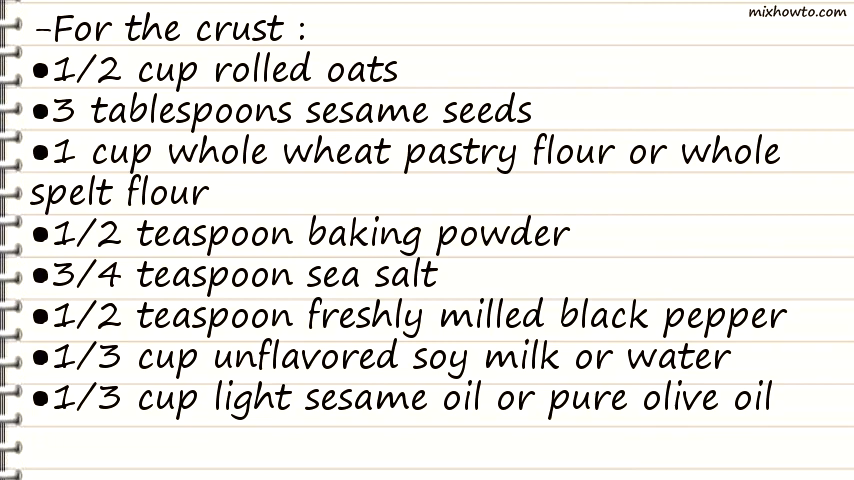 mixhowto.com
-For the crust :
●1/2 cup rolled oats
●3 tablespoons sesame seeds
●1 cup whole wheat pastry flour or whole
spelt flour
●1/2 teaspoon baking powder
●3/4 teaspoon sea salt
●1/2 teaspoon freshly milled black pepper
●1/3 cup unflavored soy milk or water
●1/3 cup light sesame oil or pure olive oil